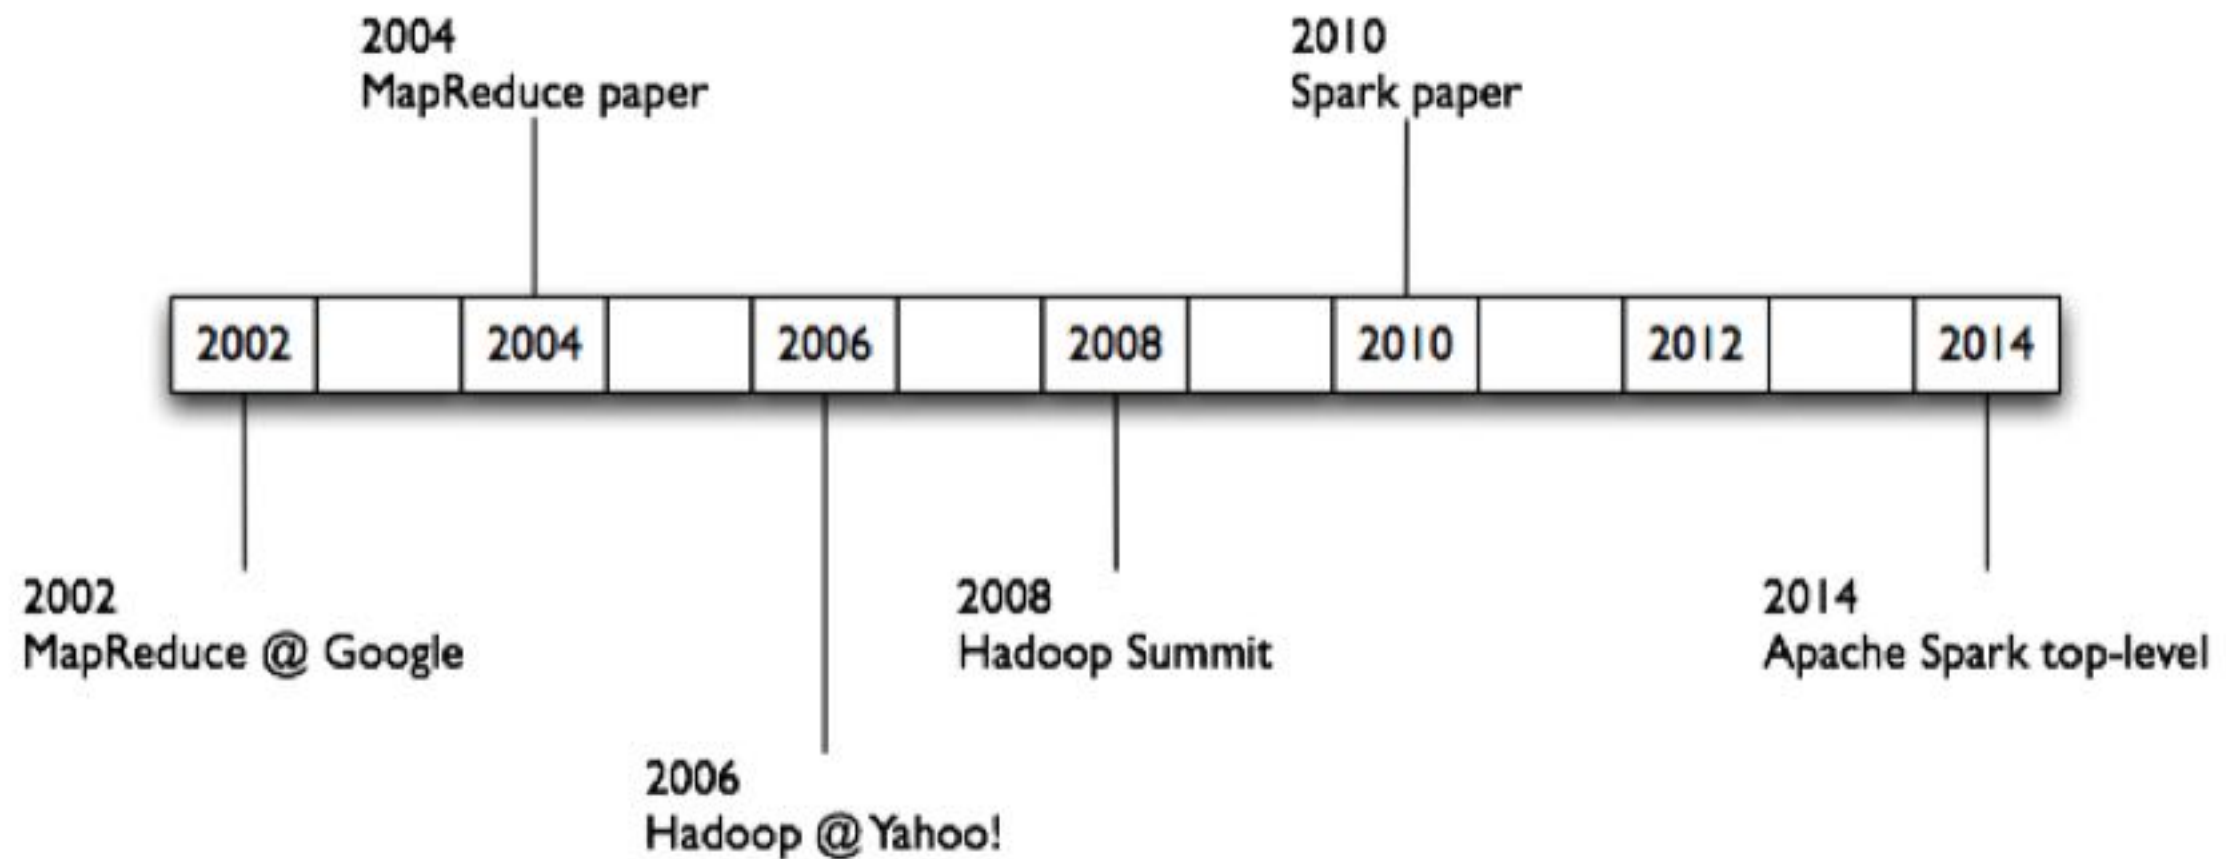 2004
MapReduce paper
2010
Spark paper
2002 2004 2006 2008 2010 2012 2014
2002
MapReduce @ Google
2008
Hadoop Summit
2014
Apache Spark top-level
2006
Hadoop @ Yahoo!